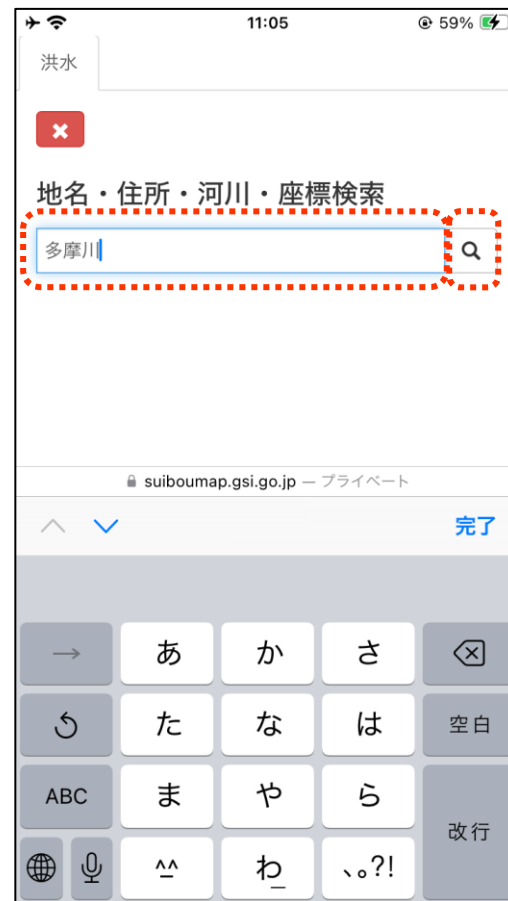 11:05 59%
洪水
地名・住所・河川・座標検索
多摩川
suiboumap.gsi.go.jp — プライベート
完了
→ あ か さ
た な は 空白
ABC ま や ら 改行
^^ わ_ 、。?!